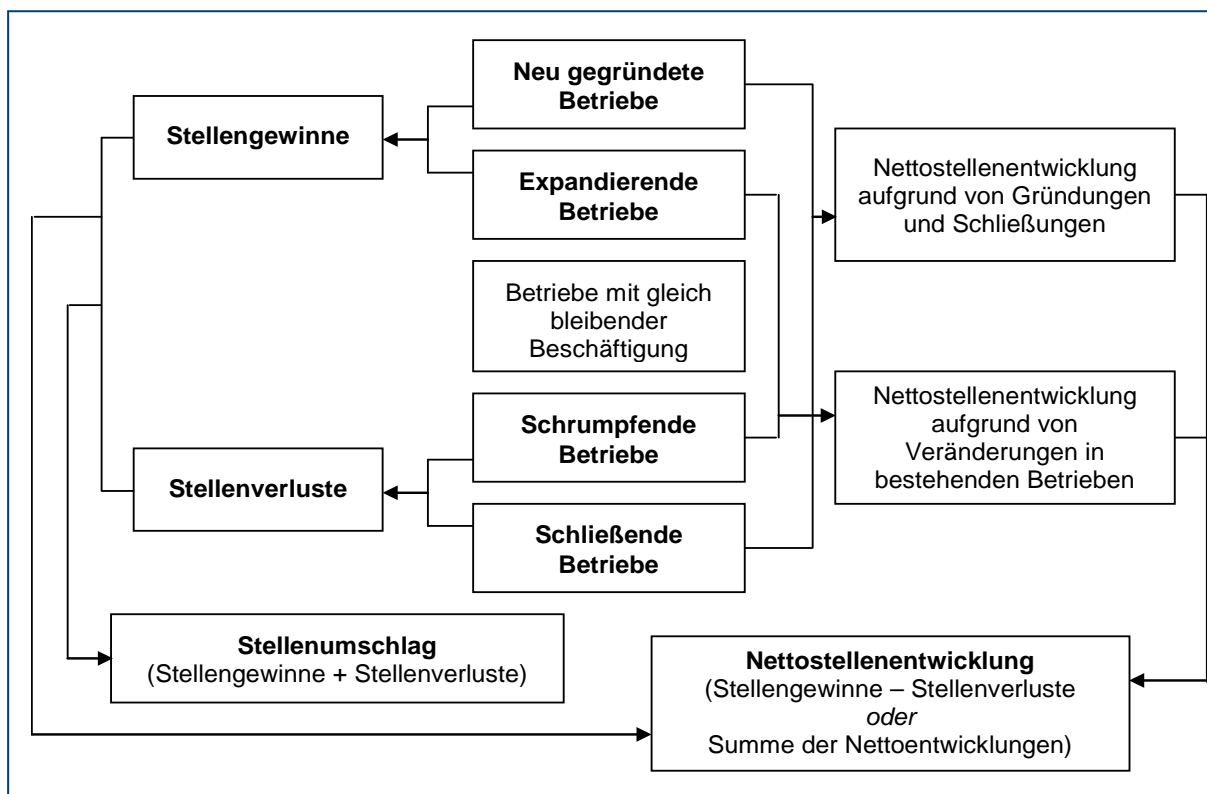 Neu gegründete
Betriebe
Stellengewinne
Expandierende
Betriebe
Nettostellenentwicklung
aufgrund von Gründungen
und Schließungen
Betriebe mit gleich
bleibender
Beschäftigung
Schrumpfende
Betriebe
Nettostellenentwicklung
aufgrund von
Veränderungen in
bestehenden Betrieben
Stellenverluste
Schließende
Betriebe
Stellenumschlag
(Stellengewinne + Stellenverluste)
Nettostellenentwicklung
(Stellengewinne – Stellenverluste
oder
Summe der Nettoentwicklungen)